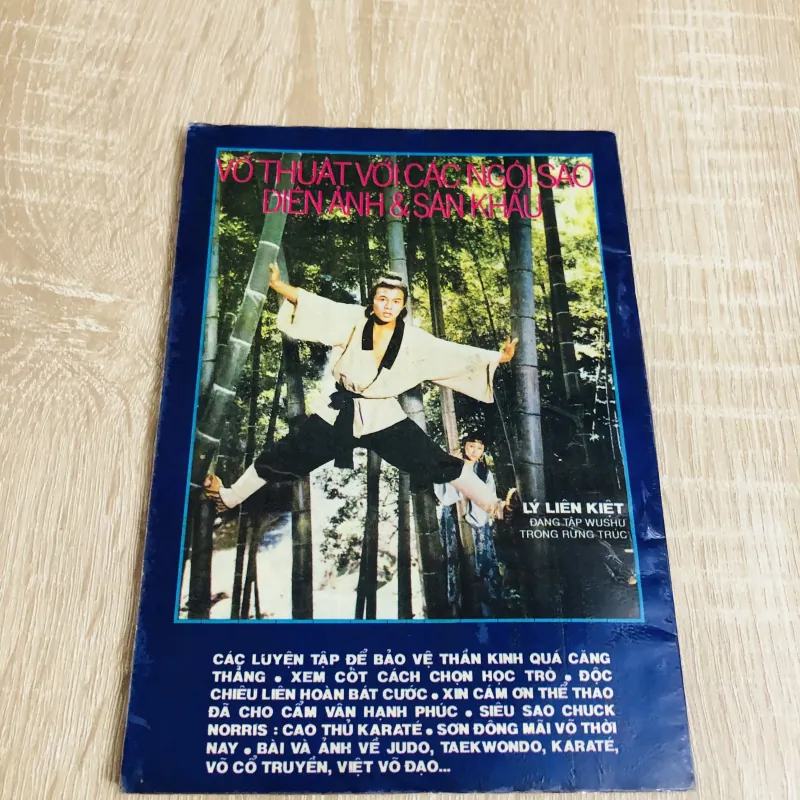 VÕ THUẬT VỚI CÁC NGÔI SAO
ĐIỆN ẢNH & SÂN KHẤU
LÝ LIÊN KIỆT
ĐANG TẬP WUSHU
TRONG RỪNG TRÚC
CÁC LUYỆN TẬP ĐỂ BẢO VỆ THẦN KINH QUÁ CĂNG
THẲNG • XEM CỐT CÁCH CHỌN HỌC TRÒ • ĐỘC
CHIÊU LIÊN HOÀN BÁT CƯỚC • XIN CÁM ƠN THỂ THAO
ĐÃ CHO CẨM VÂN HẠNH PHÚC • SIÊU SAO CHUCK
NORRIS : CAO THỦ KARATÉ • SƠN ĐÔNG MÃI VÕ THỜI
NAY • BÀI VÀ ẢNH VỀ JUDO, TAEKWONDO, KARATÉ,
VÕ CỔ TRUYỀN, VIỆT VÕ ĐẠO...